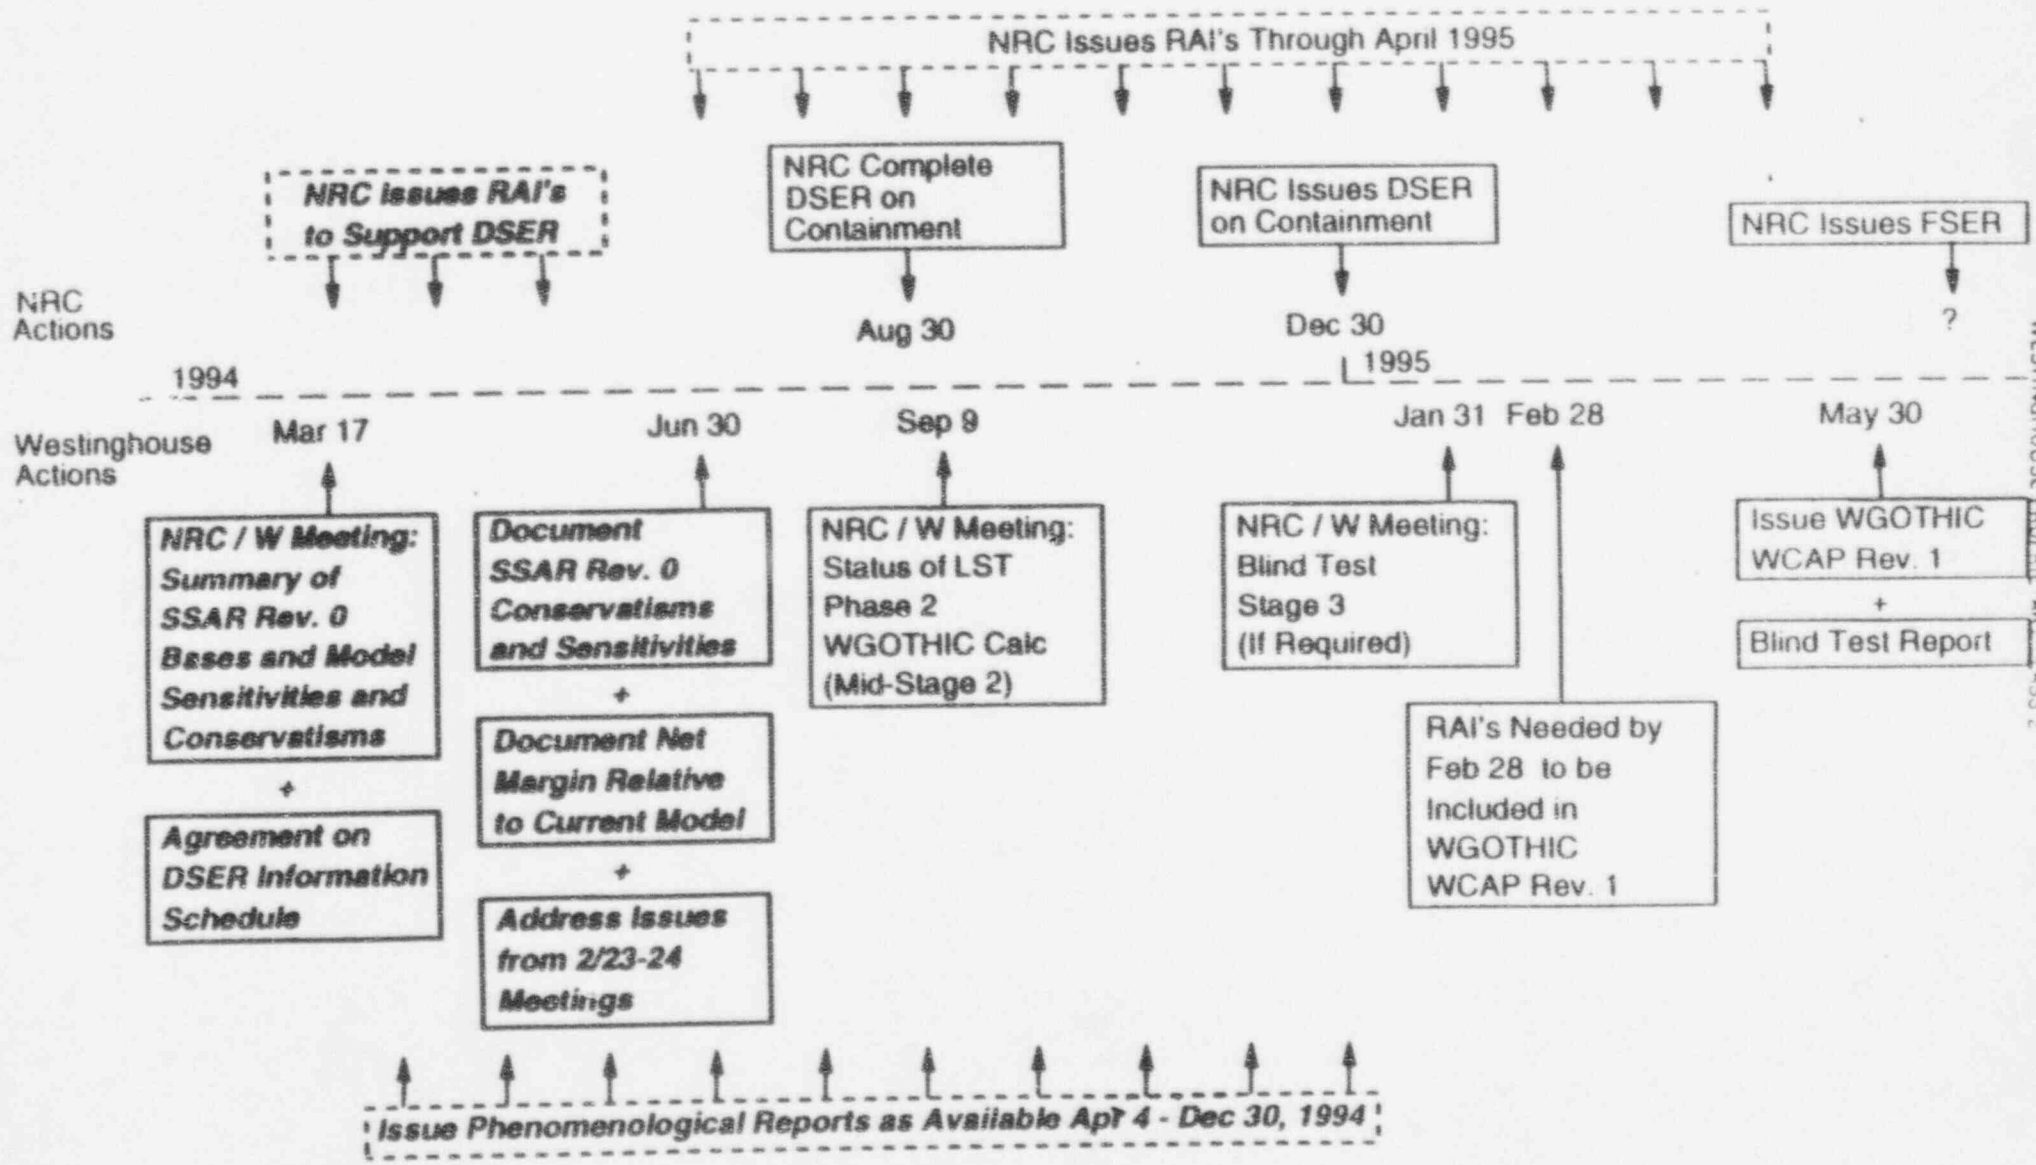 NRC Issues RAI's Through April 1995
NRC Issues RAI's
to Support DSER
NRC Complete
DSER on
Containment
NRC Issues DSER
on Containment
NRC Issues FSER
NRC
Actions
Aug 30
Dec 30
?
1994
1995
Westinghouse
Actions
Mar 17
Jun 30
Sep 9
Jan 31
Feb 28
May 30
NRC / W Meeting:
Summary of
SSAR Rev. 0
Bases and Model
Sensitivities and
Conservatisms
+
Agreement on
DSER Information
Schedule
Document
SSAR Rev. 0
Conservatisms
and Sensitivities
+
Document Net
Margin Relative
to Current Model
+
Address Issues
from 2/23-24
Meetings
NRC / W Meeting:
Status of LST
Phase 2
WGOTHIC Calc
(Mid-Stage 2)
NRC / W Meeting:
Blind Test
Stage 3
(If Required)
RAI's Needed by
Feb 28 to be
Included in
WGOTHIC
WCAP Rev. 1
Issue WGOTHIC
WCAP Rev. 1
+
Blind Test Report
Issue Phenomenological Reports as Available Apr 4 - Dec 30, 1994